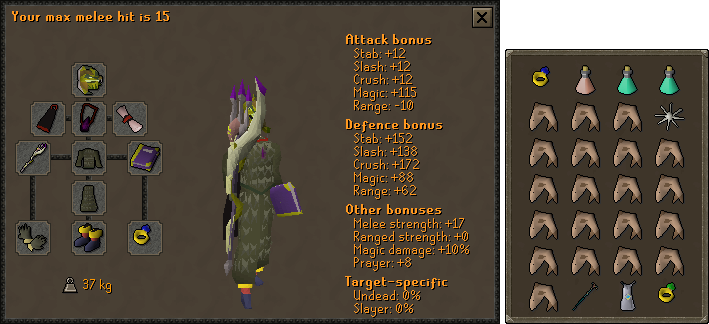 Your max melee hit is 15
Attack bonus
Stab: +12
Slash: +12
Crush: +12
Magic: +115
Range: -10
Defence bonus
Stab: +152
Slash: +138
Crush: +172
Magic: +88
Range: +62
Other bonuses
Melee strength: +17
Ranged strength: +0
Magic damage: +10%
Prayer: +8
Target-specific
Undead: 0%
Slayer: 0%
37 kg